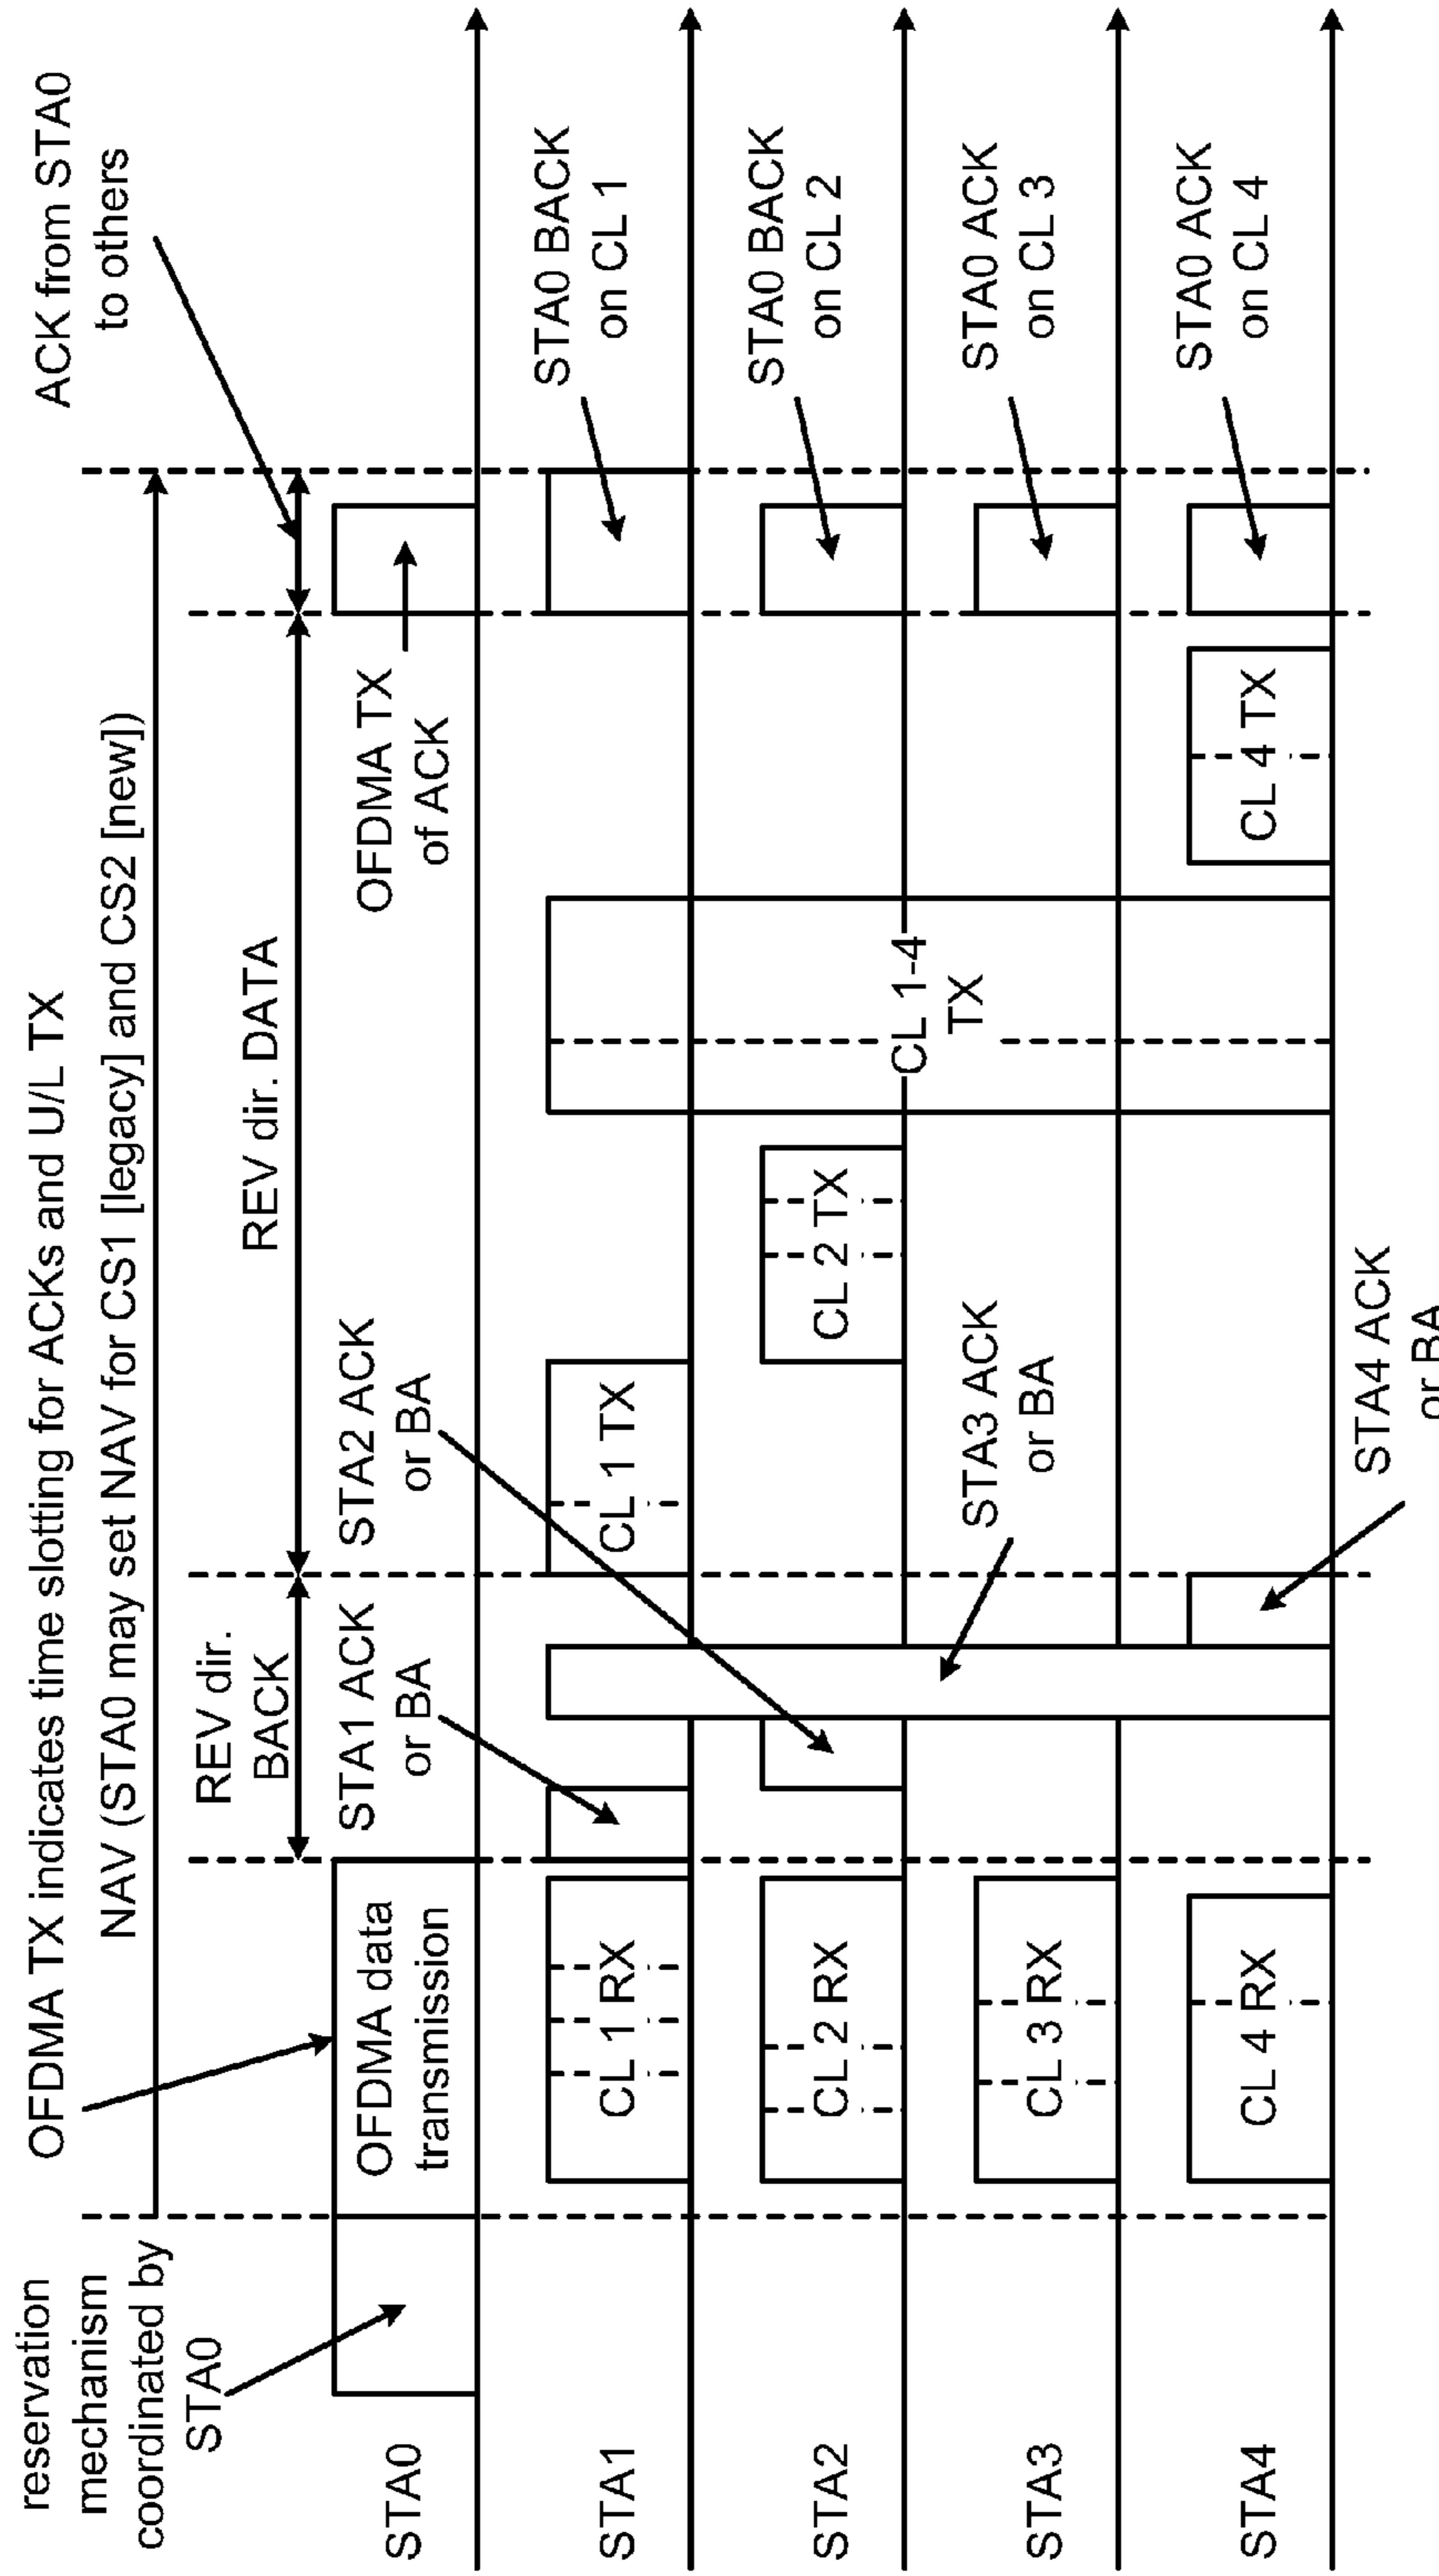 OFDMA TX indicates time slotting for ACKs and U/L TX
NAV (STA0 may set NAV for CS1 [legacy] and CS2 [new])
reservation
mechanism
coordinated by
STA0
ACK from STA0
to others
REV dir.
BACK
REV dir. DATA
STA0
OFDMA data
transmission
STA1 ACK
or BA
STA2 ACK
or BA
OFDMA TX
of ACK
STA1
CL 1 RX
CL 1 TX
STA0 BACK
on CL 1
STA2
CL 2 RX
CL 2 TX
CL 1-4
TX
STA0 BACK
on CL 2
STA3
CL 3 RX
STA3 ACK
or BA
STA0 ACK
on CL 3
STA4
CL 4 RX
CL 4 TX
STA0 ACK
on CL 4
STA4 ACK
or BA